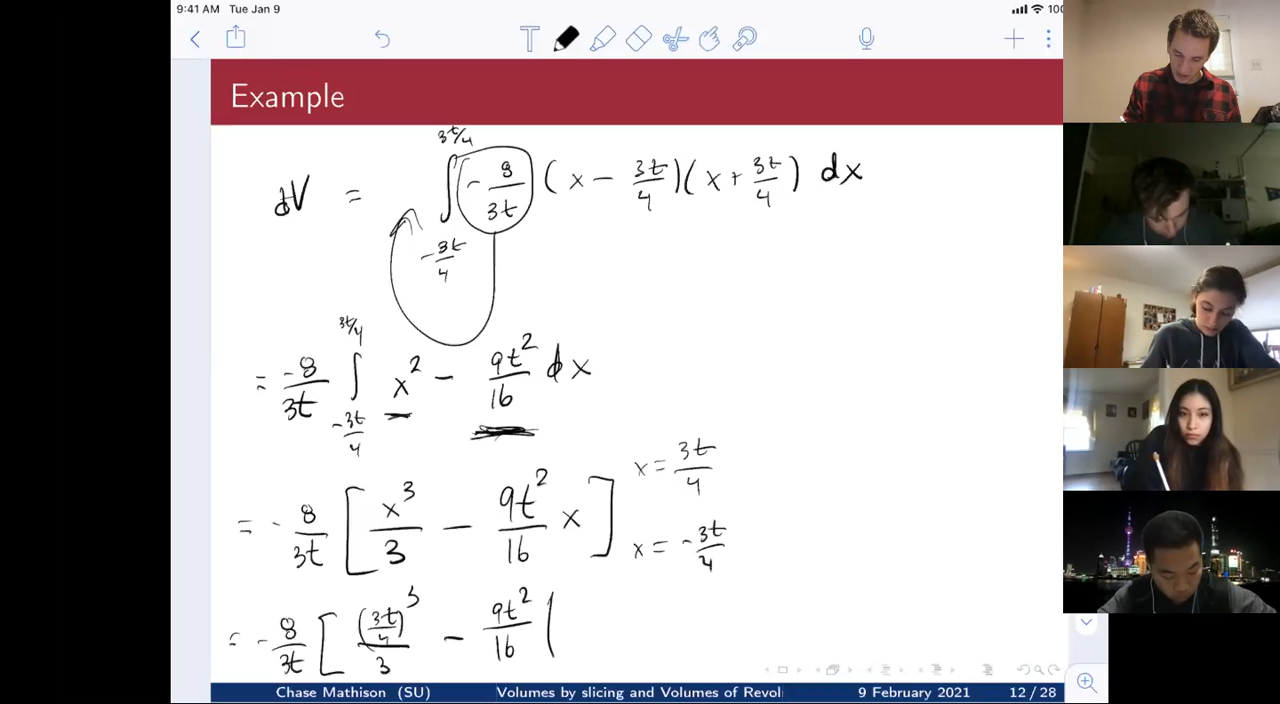 9:41 AM Tue Jan 9
100
Example
dV = ∫_{-3t/4}^{3t/4} (-8/3t) (x - 3t/4)(x + 3t/4) dx
= -8/3t ∫_{-3t/4}^{3t/4} x² - 9t²/16 dx
= -8/3t [x³/3 - 9t²/16 x] x = 3t/4
x = -3t/4
= -8/3t [(3t/4)³/3 - 9t²/16 (
Chase Mathison (SU) Volumes by slicing and Volumes of Revol 9 February 2021 12 / 28